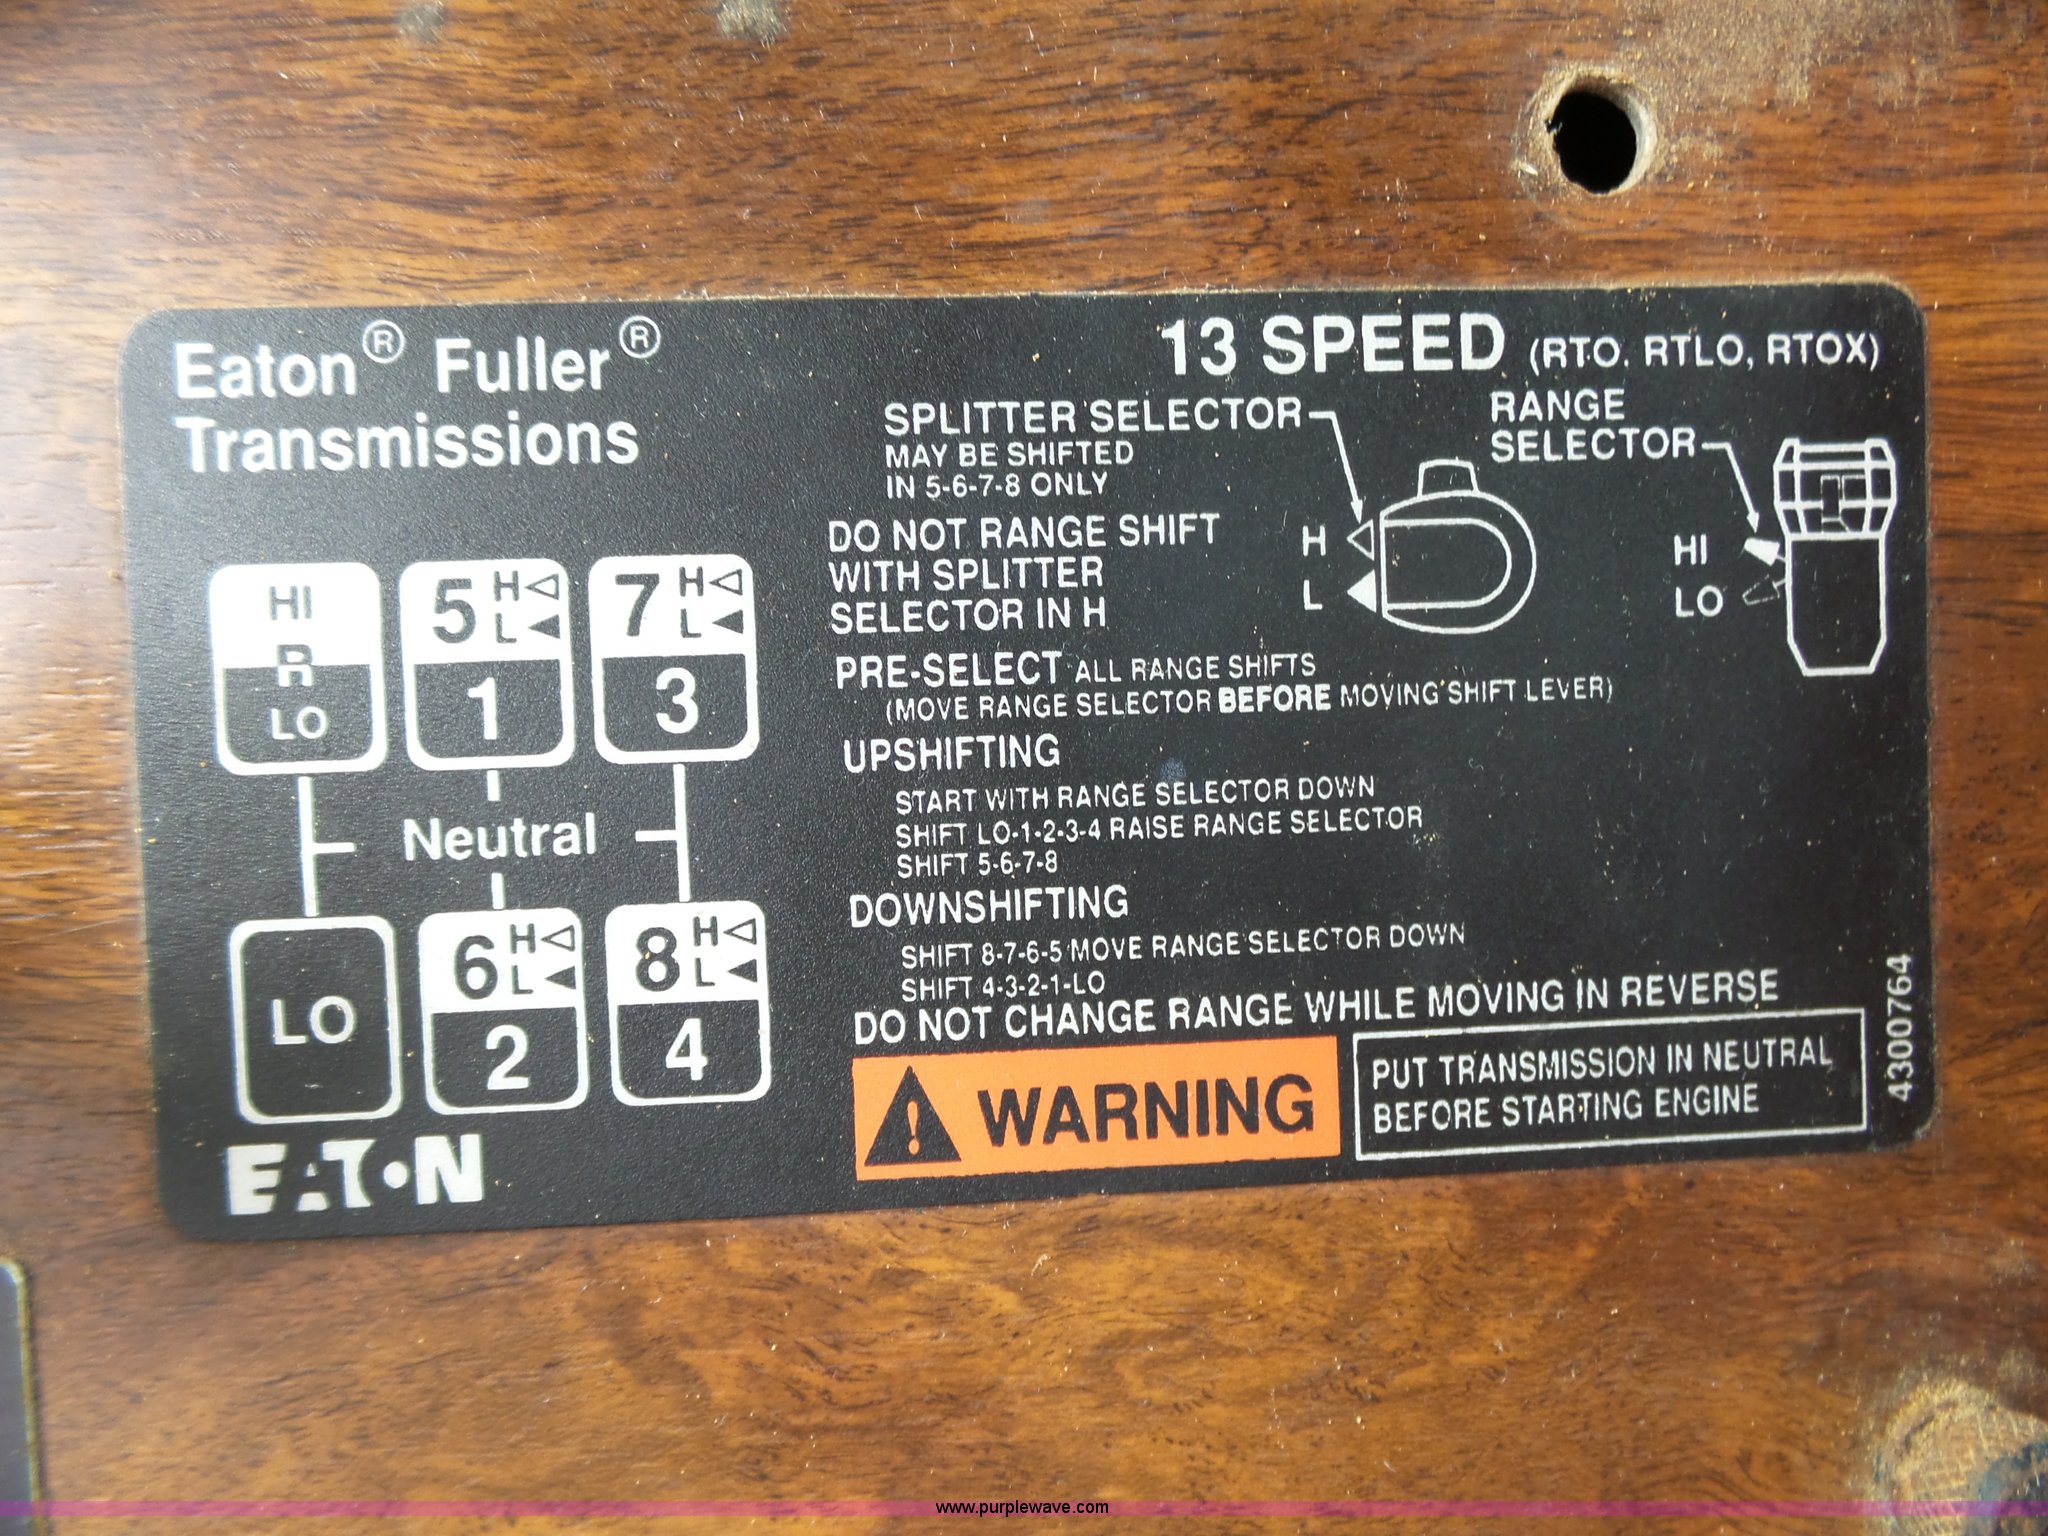 Eaton® Fuller®
Transmissions
13 SPEED (RTO, RTLO, RTOX)
SPLITTER SELECTOR
MAY BE SHIFTED
IN 5-6-7-8 ONLY
RANGE
SELECTOR
H
L
HI
LO
DO NOT RANGE SHIFT
WITH SPLITTER
SELECTOR IN H
PRE-SELECT ALL RANGE SHIFTS
(MOVE RANGE SELECTOR BEFORE MOVING SHIFT LEVER)
UPSHIFTING
START WITH RANGE SELECTOR DOWN
SHIFT LO-1-2-3-4 RAISE RANGE SELECTOR
SHIFT 5-6-7-8
DOWNSHIFTING
SHIFT 8-7-6-5 MOVE RANGE SELECTOR DOWN
SHIFT 4-3-2-1-LO
DO NOT CHANGE RANGE WHILE MOVING IN REVERSE
WARNING
PUT TRANSMISSION IN NEUTRAL
BEFORE STARTING ENGINE
4300764
HI
R
LO
5 H
L
1
7 H
L
3
Neutral
LO
6 H
L
2
8 H
L
4
EATON
www.purplewave.com